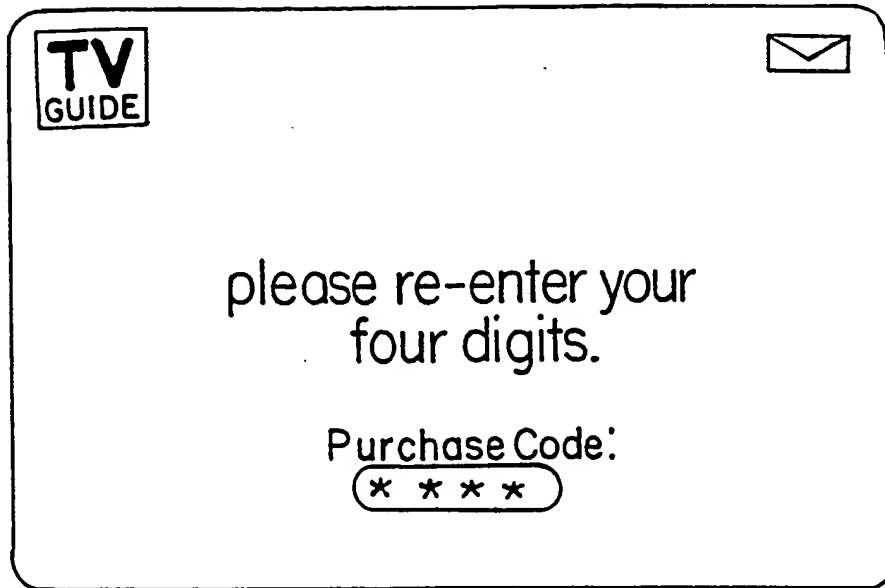 TV
GUIDE
please re-enter your
four digits.
Purchase Code:
* * * *